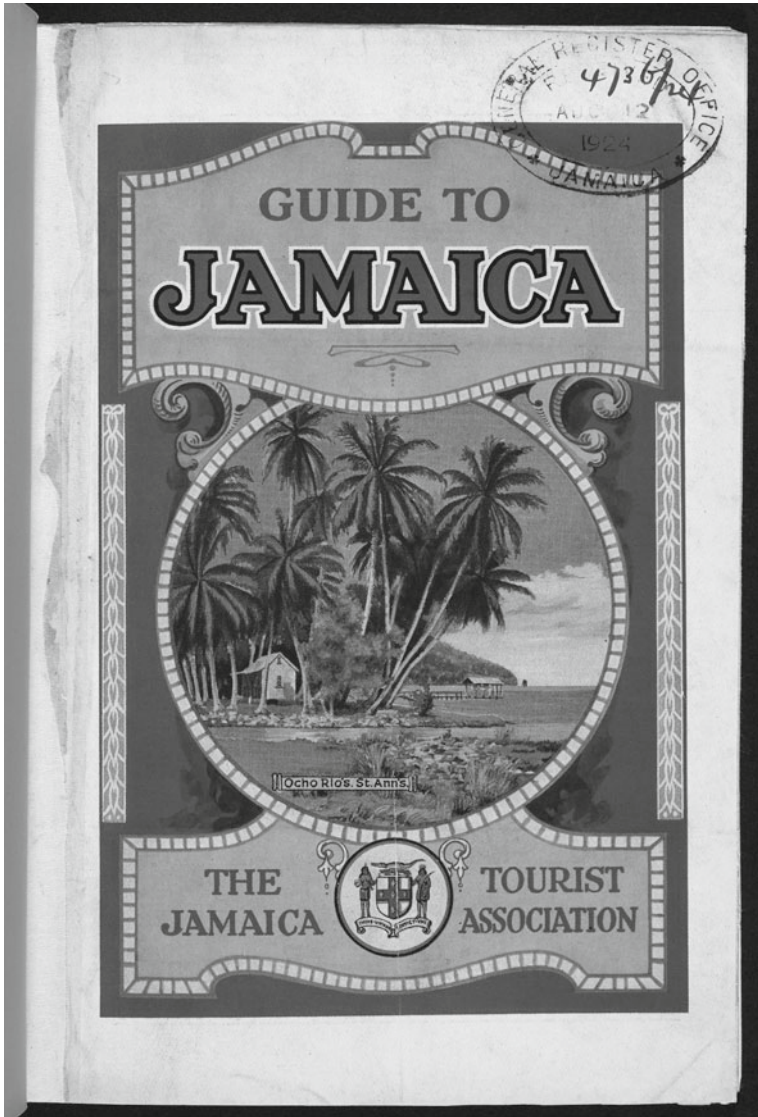 GENERAL REGISTER OFFICE
AUG 12
1924
* JAMAICA *
GUIDE TO
JAMAICA
Ocho Rio's. St. Ann's.
THE
JAMAICA
TOURIST
ASSOCIATION